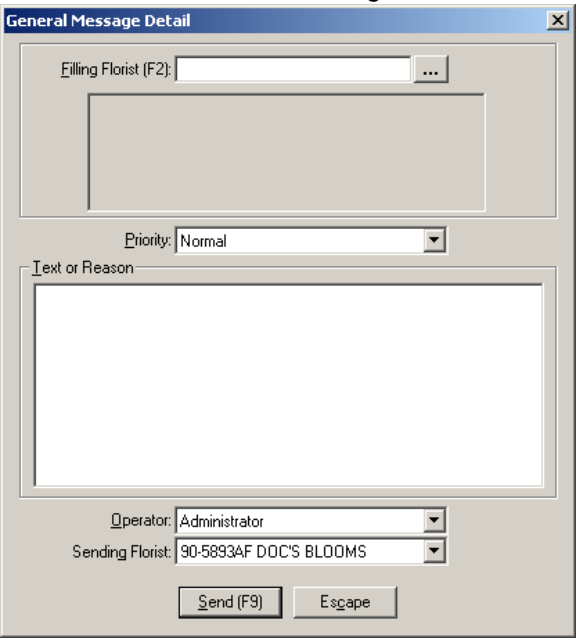 General Message Detail
Filling Florist (F2):
...
Priority: Normal
Text or Reason
Operator: Administrator
Sending Florist: 90-5893AF DOC'S BLOOMS
Send (F9) Escape